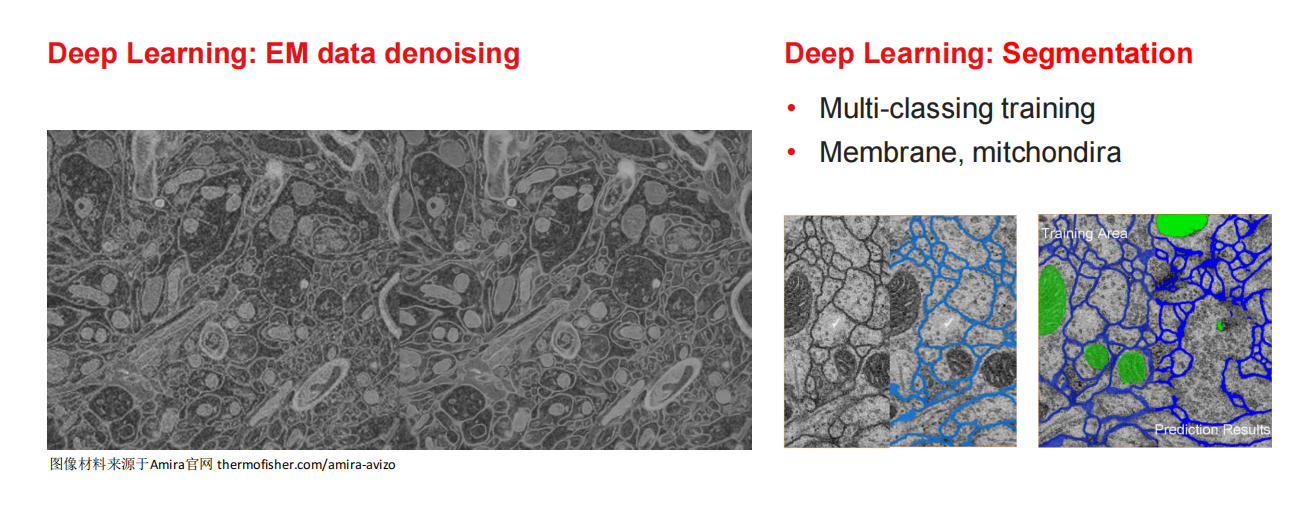 Deep Learning: EM data denoising
图像材料来源于Amira官网 thermofisher.com/amira-avizo
Deep Learning: Segmentation
• Multi-classing training
• Membrane, mitchondira
Training Area
Prediction Results